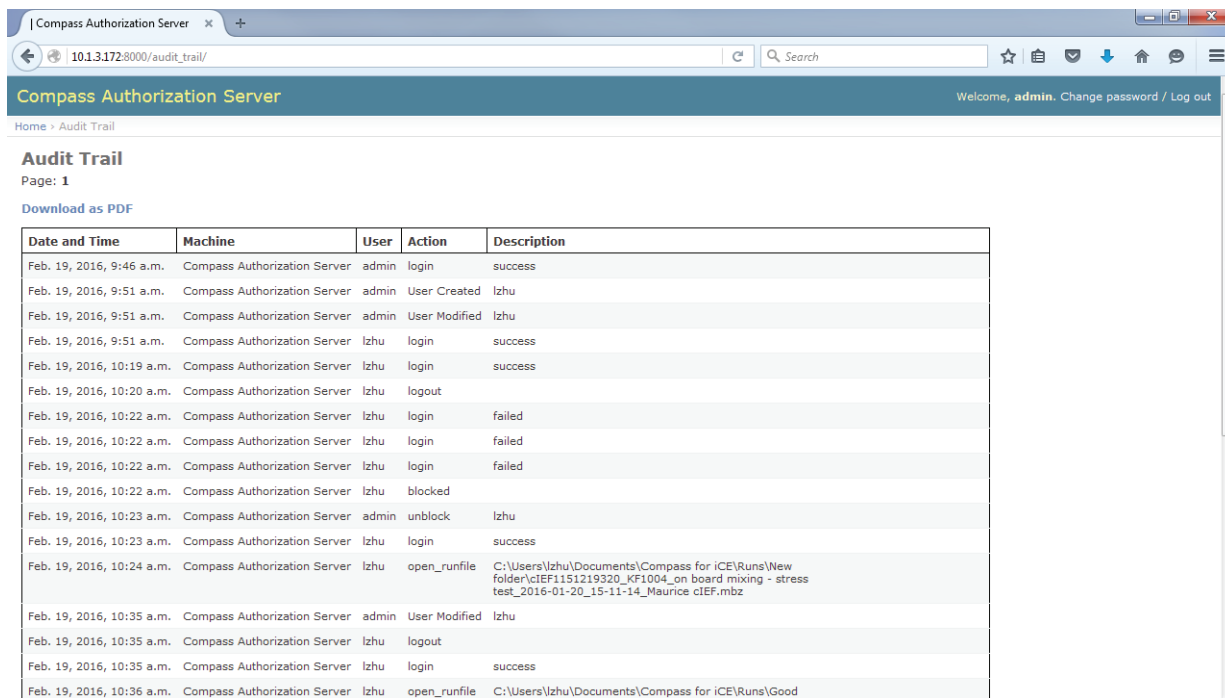 | Compass Authorization Server
10.1.3.172:8000/audit_trail/
Search
Compass Authorization Server
Welcome, admin. Change password / Log out
Home › Audit Trail
Audit Trail
Page: 1
Download as PDF
Date and Time Machine User Action Description
Feb. 19, 2016, 9:46 a.m. Compass Authorization Server admin login success
Feb. 19, 2016, 9:51 a.m. Compass Authorization Server admin User Created lzhu
Feb. 19, 2016, 9:51 a.m. Compass Authorization Server admin User Modified lzhu
Feb. 19, 2016, 9:51 a.m. Compass Authorization Server lzhu login success
Feb. 19, 2016, 10:19 a.m. Compass Authorization Server lzhu login success
Feb. 19, 2016, 10:20 a.m. Compass Authorization Server lzhu logout
Feb. 19, 2016, 10:22 a.m. Compass Authorization Server lzhu login failed
Feb. 19, 2016, 10:22 a.m. Compass Authorization Server lzhu login failed
Feb. 19, 2016, 10:22 a.m. Compass Authorization Server lzhu login failed
Feb. 19, 2016, 10:22 a.m. Compass Authorization Server lzhu blocked
Feb. 19, 2016, 10:23 a.m. Compass Authorization Server admin unblock lzhu
Feb. 19, 2016, 10:23 a.m. Compass Authorization Server lzhu login success
Feb. 19, 2016, 10:24 a.m. Compass Authorization Server lzhu open_runfile C:\Users\lzhu\Documents\Compass for iCE\Runs\New
folder\cIEF1151219320_KF1004_on board mixing - stress
test_2016-01-20_15-11-14_Maurice cIEF.mbz
Feb. 19, 2016, 10:35 a.m. Compass Authorization Server admin User Modified lzhu
Feb. 19, 2016, 10:35 a.m. Compass Authorization Server lzhu logout
Feb. 19, 2016, 10:35 a.m. Compass Authorization Server lzhu login success
Feb. 19, 2016, 10:36 a.m. Compass Authorization Server lzhu open_runfile C:\Users\lzhu\Documents\Compass for iCE\Runs\Good